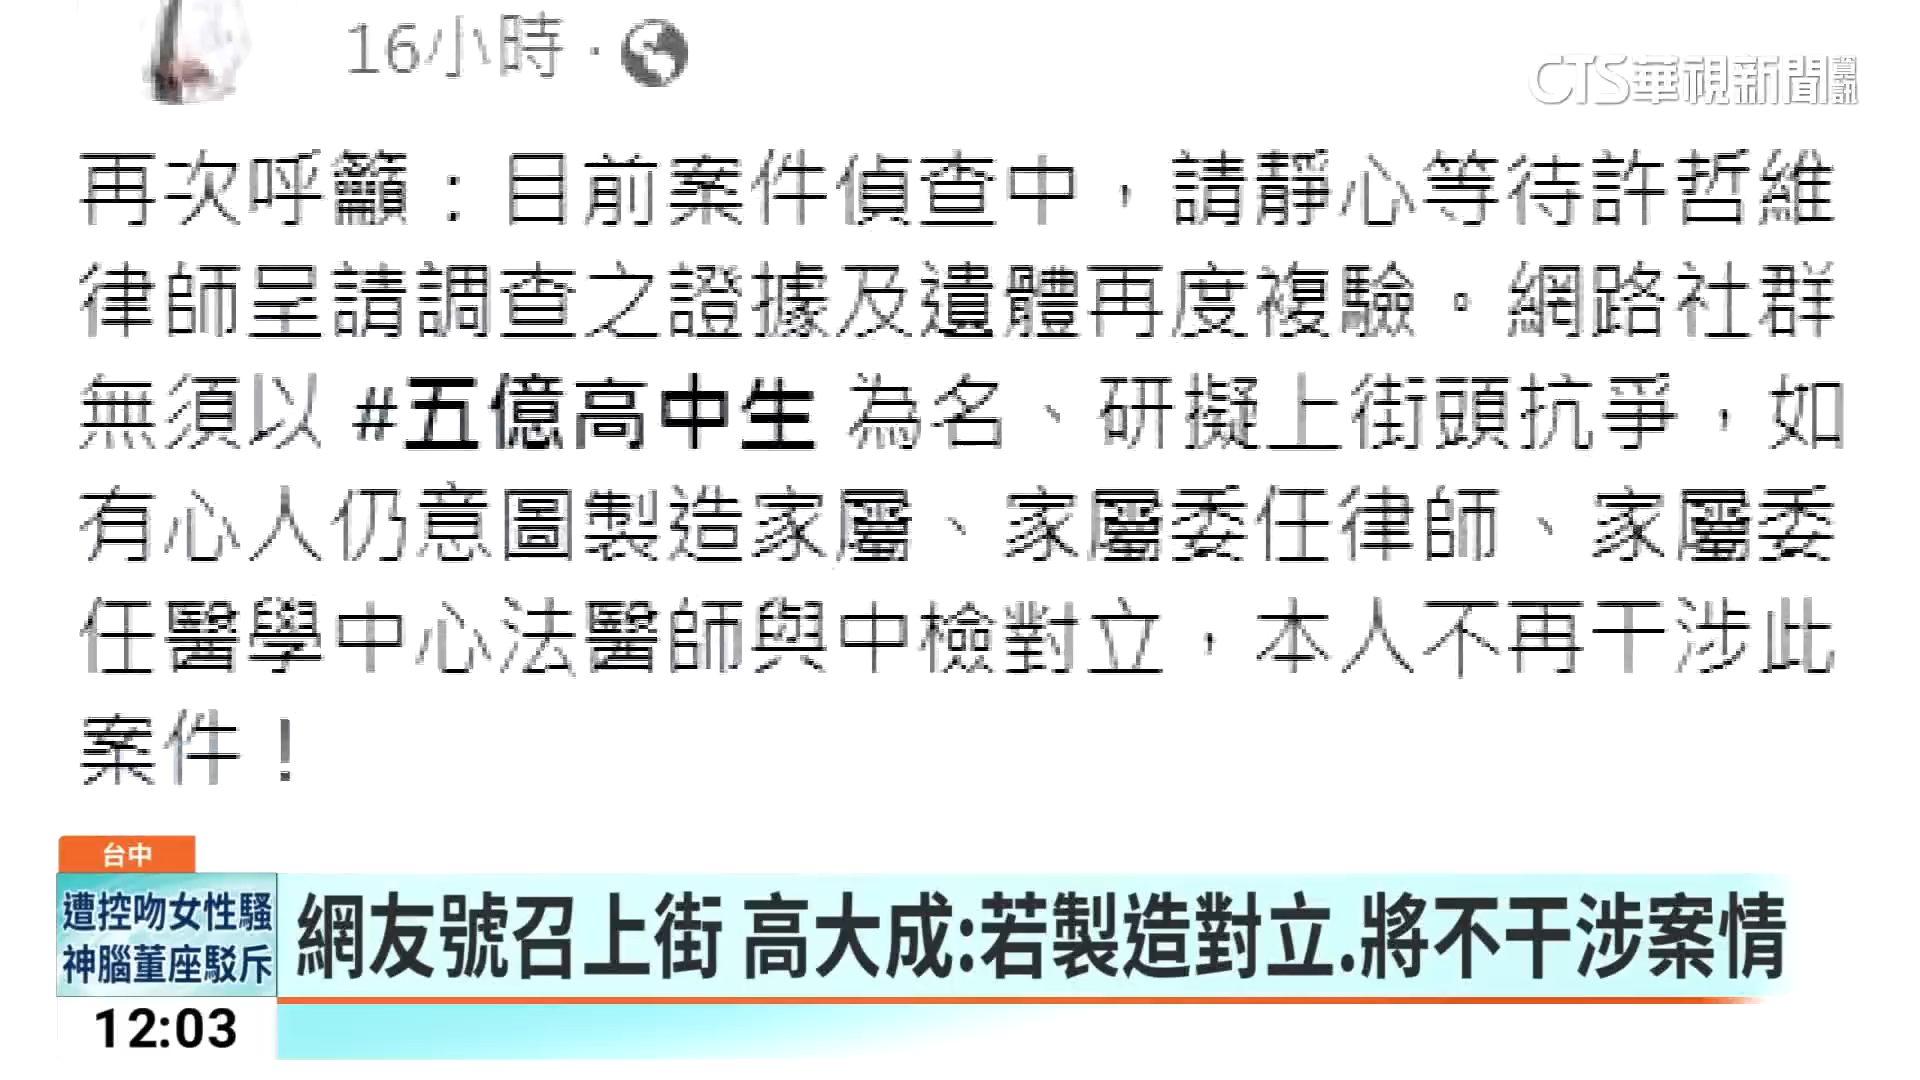 16小時·
CTS華視新聞資訊
再次呼籲：目前案件偵查中，請靜心等待許哲維
律師呈請調查之證據及遺體再度複驗。網路社群
無須以 #五億高中生 為名、研擬上街頭抗爭，如
有心人仍意圖製造家屬、家屬委任律師、家屬委
任醫學中心法醫師與中檢對立，本人不再干涉此
案件！
台中
遭控吻女性騷
神腦董座駁斥
網友號召上街 高大成:若製造對立.將不干涉案情
12:03